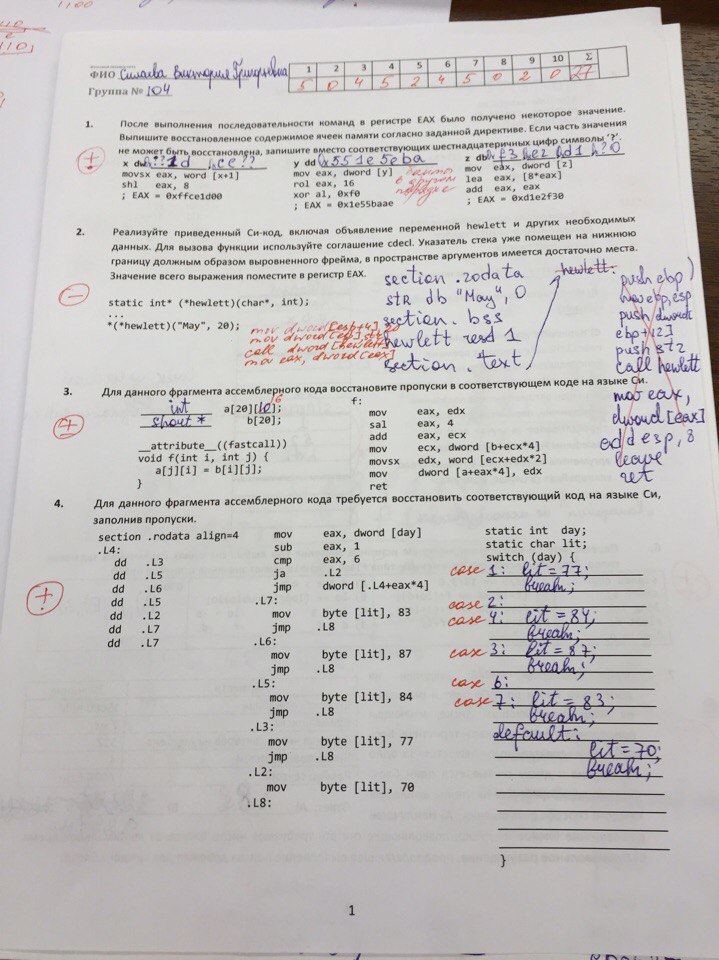 ФИО Силаева Виктория Григорьевна
Группа № 104
1 2 3 4 5 6 7 8 9 10 Σ
5 0 4 5 2 4 5 0 2 0 27
1. После выполнения последовательности команд в регистре EAX было получено некоторое значение.
Выпишите восстановленное содержимое ячеек памяти согласно заданной директиве. Если часть значения
не может быть восстановлена, запишите вместо соответствующих шестнадцатеричных цифр символы '?'.
x dw
y dd 0x551e5eba
z db
movsx eax, word [x+1]
mov eax, dword [y]
mov eax, dword [z]
shl eax, 8
rol eax, 16
lea eax, [8*eax]
; EAX = 0xffce1d00
xor al, 0xf0
add eax, eax
; EAX = 0x1e55baae
; EAX = 0xd1e2f30
байты
в другом
порядке
2. Реализуйте приведенный Си-код, включая объявление переменной hewlett и других необходимых
данных. Для вызова функции используйте соглашение cdecl. Указатель стека уже помещен на нижнюю
границу должным образом выровненного фрейма, в пространстве аргументов имеется достаточно места.
Значение всего выражения поместите в регистр EAX.
static int* (*hewlett)(char*, int);
...
*(*hewlett)("May", 20);
mov dword[esp+4], 20
mov dword[esp], str
call dword[hewlett]
mov eax, dword[eax]
section .rodata
str db "May", 0
section .bss
hewlett resd 1
section .text
hewlett:
push ebp
mov ebp, esp
push dword
ebp+12]
push str
call hewlett
mov eax,
dword [eax]
add esp, 8
leave
ret
3. Для данного фрагмента ассемблерного кода восстановите пропуски в соответствующем коде на языке Си.
int a[20][10];
16
short * b[20];
__attribute__((fastcall))
void f(int i, int j) {
a[j][i] = b[i][j];
}
f:
mov eax, edx
sal eax, 4
add eax, ecx
mov ecx, dword [b+ecx*4]
movsx edx, word [ecx+edx*2]
mov dword [a+eax*4], edx
ret
4. Для данного фрагмента ассемблерного кода требуется восстановить соответствующий код на языке Си,
заполнив пропуски.
section .rodata align=4
.L4:
dd .L3
dd .L5
dd .L6
dd .L5
dd .L2
dd .L7
dd .L7
mov eax, dword [day]
sub eax, 1
cmp eax, 6
ja .L2
jmp dword [.L4+eax*4]
.L7:
mov byte [lit], 83
jmp .L8
.L6:
mov byte [lit], 87
jmp .L8
.L5:
mov byte [lit], 84
jmp .L8
.L3:
mov byte [lit], 77
jmp .L8
.L2:
mov byte [lit], 70
.L8:
static int day;
static char lit;
switch (day) {
case 1: lit = 77;
break;
case 2:
case 4: lit = 84;
break;
case 3: lit = 87;
break;
case 6:
case 7: lit = 83;
break;
default:
lit = 70;
break;
}
1